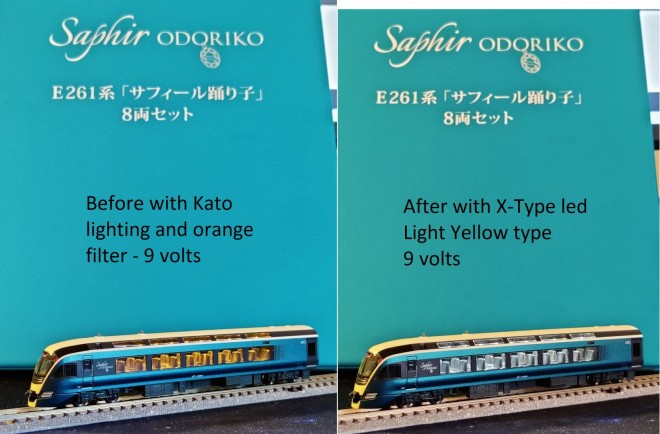 Saphir ODORIKO
E261系「サフィール踊り子」
8両セット
Before with Kato
lighting and orange
filter - 9 volts
Saphir ODORIKO
E261系「サフィール踊り子」
8両セット
After with X-Type led
Light Yellow type
9 volts